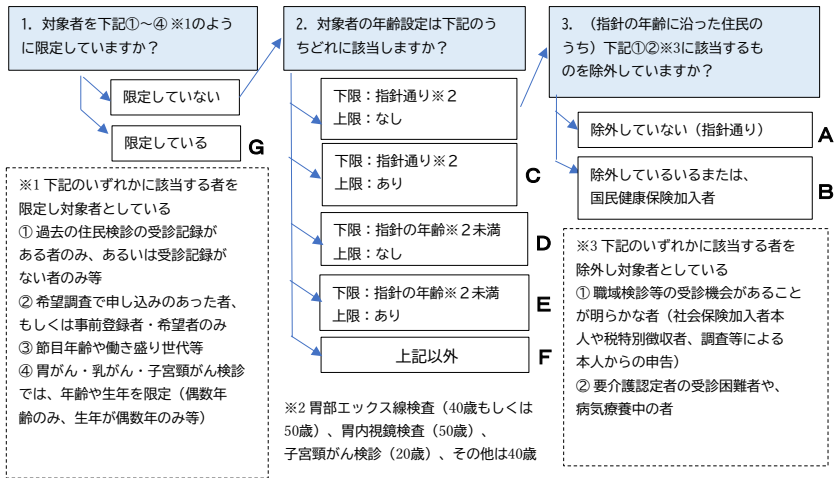 1. 対象者を下記①～④ ※1のよう
に限定していますか？
限定していない
限定している
G
※1 下記のいずれかに該当する者を
限定し対象者としている
① 過去の住民検診の受診記録が
ある者のみ、あるいは受診記録が
ない者のみ等
② 希望調査で申し込みのあった者、
もしくは事前登録者・希望者のみ
③ 節目年齢や働き盛り世代等
④ 胃がん・乳がん・子宮頸がん検診
では、年齢や生年を限定（偶数年
齢のみ、生年が偶数年のみ等）
2. 対象者の年齢設定は下記のう
ちどれに該当しますか？
下限：指針通り※２
上限：なし
下限：指針通り※２
上限：あり
C
下限：指針の年齢※２未満
上限：なし
D
下限：指針の年齢※２未満
上限：あり
E
上記以外
F
※2 胃部エックス線検査（40歳もしくは
50歳）、胃内視鏡検査（50歳）、
子宮頸がん検診（20歳）、その他は40歳
3. （指針の年齢に沿った住民の
うち）下記①②※3に該当するも
のを除外していますか？
除外していない（指針通り）
A
除外しているいるまたは、
国民健康保険加入者
B
※3 下記のいずれかに該当する者を
除外し対象者としている
① 職域検診等の受診機会があること
が明らかな者（社会保険加入者本
人や税特別徴収者、調査等による
本人からの申告）
② 要介護認定者の受診困難者や、
病気療養中の者